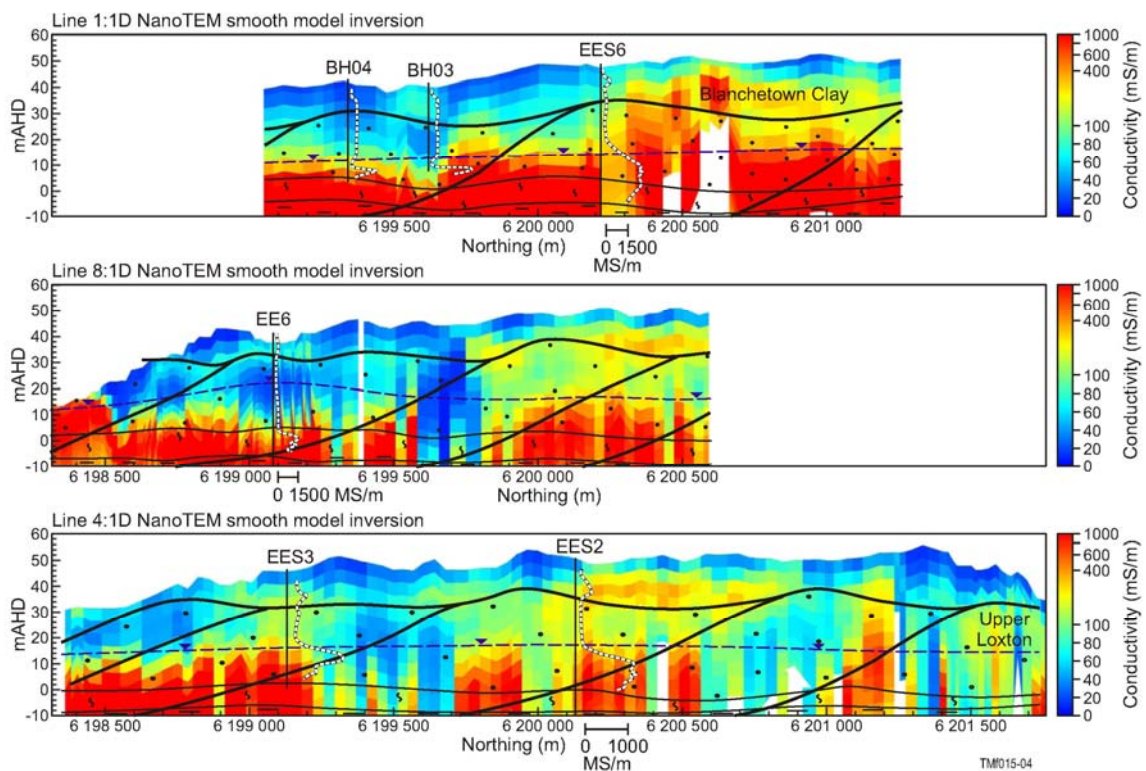 Line 1:1D NanoTEM smooth model inversion
60
50
40
30
20
10
0
-10
mAHD
BH04
BH03
EES6
Blanchetown Clay
6 199 500
6 200 000
6 200 500
6 201 000
Northing (m)
0 1500
MS/m
1000
600
400
100
80
60
40
20
0
Conductivity (mS/m)
Line 8:1D NanoTEM smooth model inversion
60
50
40
30
20
10
0
-10
mAHD
EE6
6 198 500
6 199 000
6 199 500
6 200 000
6 200 500
0 1500 MS/m
Northing (m)
1000
600
400
100
80
60
40
20
0
Conductivity (mS/m)
Line 4:1D NanoTEM smooth model inversion
60
50
40
30
20
10
0
-10
mAHD
EES3
EES2
Upper
Loxton
6 198 500
6 199 000
6 199 500
6 200 000
6 200 500
6 201 000
6 201 500
Northing (m)
0 1000
MS/m
1000
600
400
100
80
60
40
20
0
Conductivity (mS/m)
TMf015-04